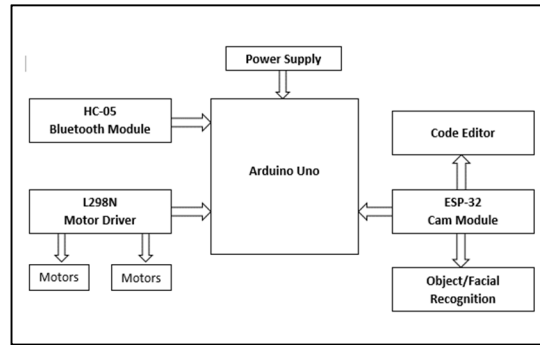 Power Supply
HC-05
Bluetooth Module
Arduino Uno
Code Editor
L298N
Motor Driver
ESP-32
Cam Module
Motors
Motors
Object/Facial
Recognition